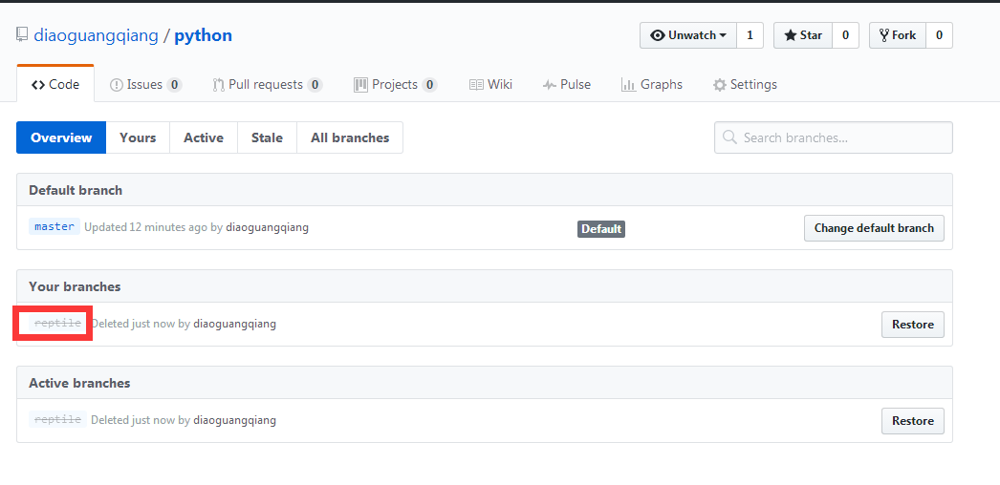 diaoguangqiang / python
Unwatch 1 Star 0 Fork 0
Code Issues 0 Pull requests 0 Projects 0 Wiki Pulse Graphs Settings
Overview Yours Active Stale All branches Search branches...
Default branch
master Updated 12 minutes ago by diaoguangqiang Default Change default branch
Your branches
reptile Deleted just now by diaoguangqiang Restore
Active branches
reptile Deleted just now by diaoguangqiang Restore